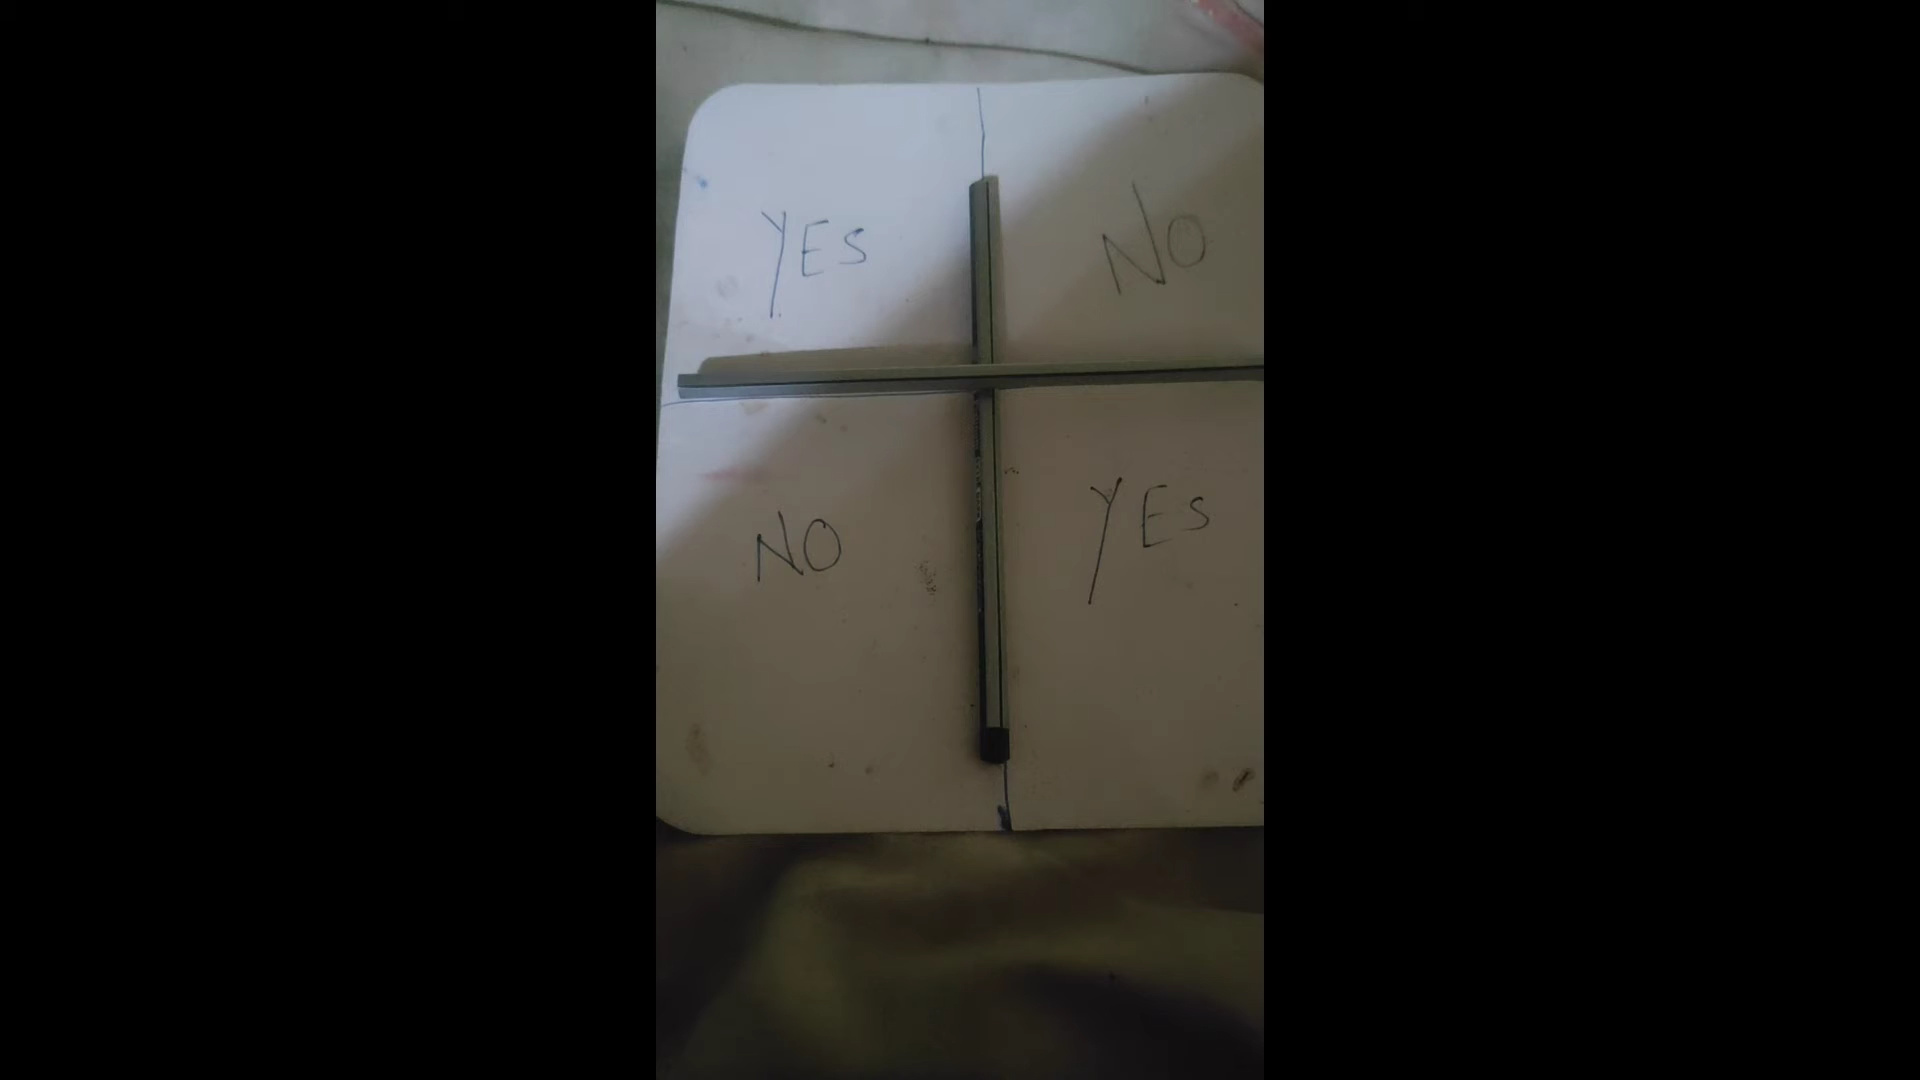 YES NO
NO YES